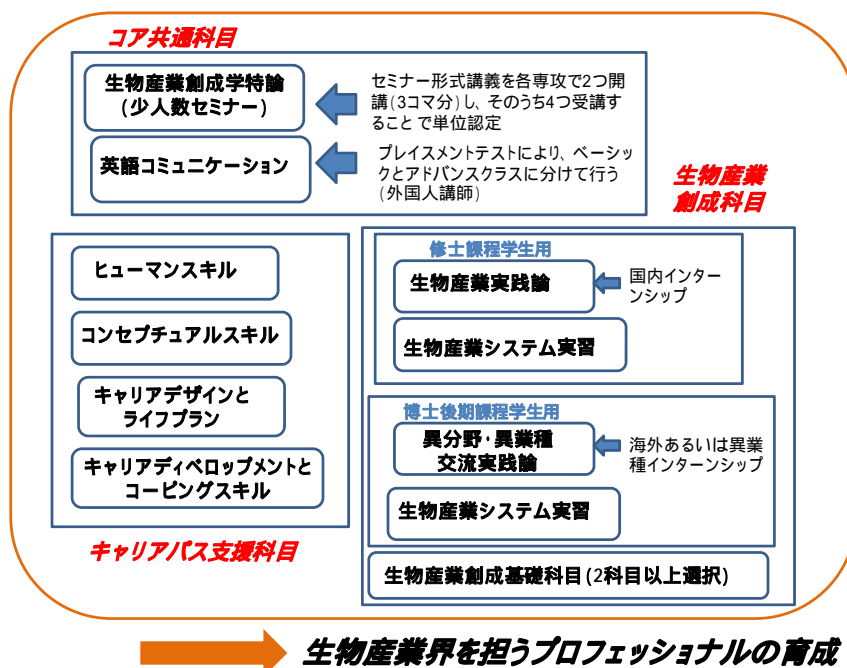 コア共通科目
生物産業創成学特論
(少人数セミナー)
セミナー形式講義を各専攻で2つ開
講(3コマ分)し、そのうち4つ受講す
ることで単位認定
英語コミュニケーション
プレイスメントテストにより、ベーシッ
クとアドバンスクラスに分けて行う
(外国人講師)
生物産業
創成科目
ヒューマンスキル
コンセプチュアルスキル
キャリアデザインと
ライフプラン
キャリアディベロップメントと
コーピングスキル
キャリアパス支援科目
修士課程学生用
生物産業実践論
国内インター
ンシップ
生物産業システム実習
博士後期課程学生用
異分野・異業種
交流実践論
海外あるいは異業
種インターンシップ
生物産業システム実習
生物産業創成基礎科目(2科目以上選択)
生物産業界を担うプロフェッショナルの育成